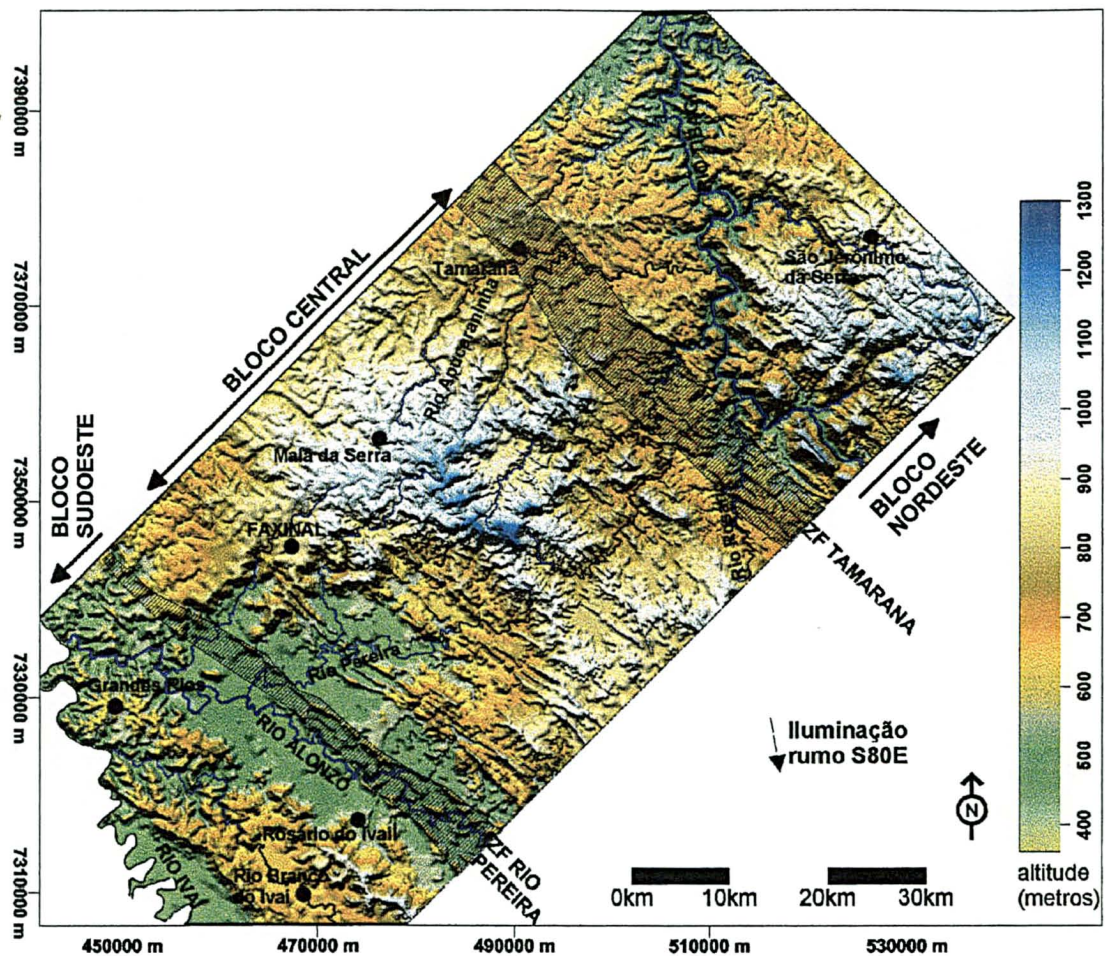 7390000 m
7370000 m
7350000 m
7330000 m
7310000 m
BLOCO CENTRAL
BLOCO
SUDOESTE
Tamarana
Rio Apucaraninha
São Jerônimo
da Serra
Mauá da Serra
FAXINAL
BLOCO
NORDESTE
ZF TAMARANA
Rio Pereira
Grandes Rios
RIO ALONZO
Rosário do Ivaíl
Rio Branco
do Ivaí
RIO IVAÍ
ZF RIO
PEREIRA
Iluminação
rumo S80E
N
0km 10km 20km 30km
1300
1200
1100
1000
900
800
700
600
500
400
altitude
(metros)
450000 m 470000 m 490000 m 510000 m 530000 m